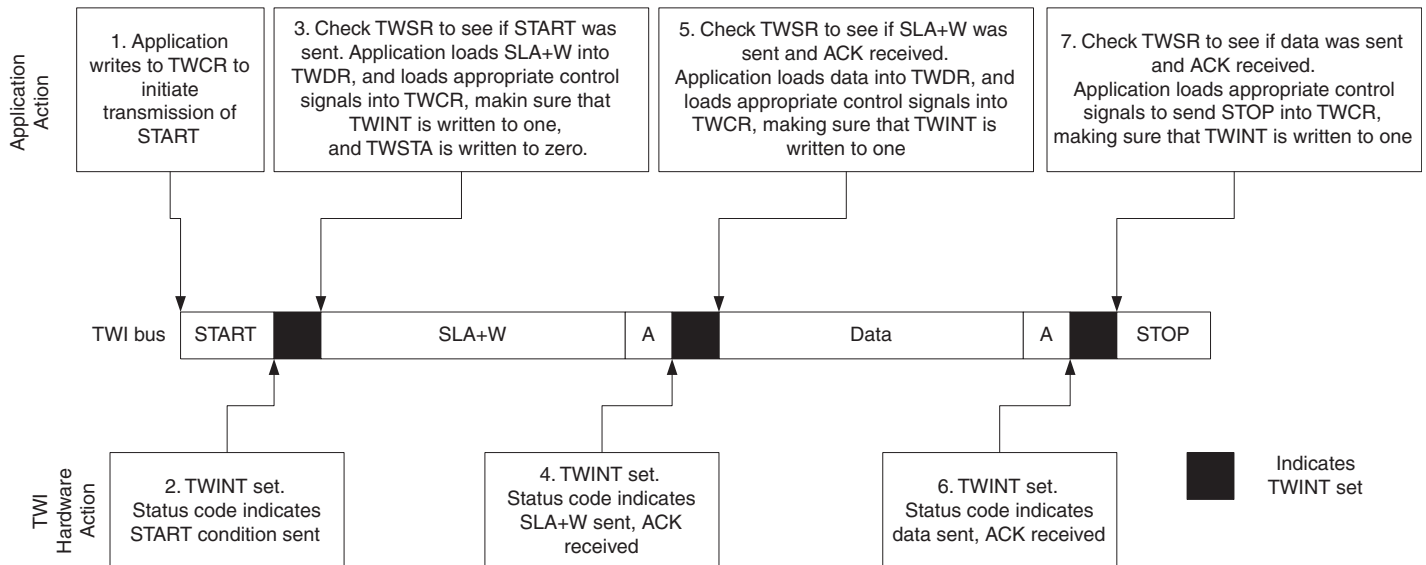 Application
Action
1. Application
writes to TWCR to
initiate
transmission of
START
3. Check TWSR to see if START was
sent. Application loads SLA+W into
TWDR, and loads appropriate control
signals into TWCR, makin sure that
TWINT is written to one,
and TWSTA is written to zero.
5. Check TWSR to see if SLA+W was
sent and ACK received.
Application loads data into TWDR, and
loads appropriate control signals into
TWCR, making sure that TWINT is
written to one
7. Check TWSR to see if data was sent
and ACK received.
Application loads appropriate control
signals to send STOP into TWCR,
making sure that TWINT is written to one
TWI bus
START
SLA+W
A
Data
A
STOP
TWI
Hardware
Action
2. TWINT set.
Status code indicates
START condition sent
4. TWINT set.
Status code indicates
SLA+W sent, ACK
received
6. TWINT set.
Status code indicates
data sent, ACK received
Indicates
TWINT set